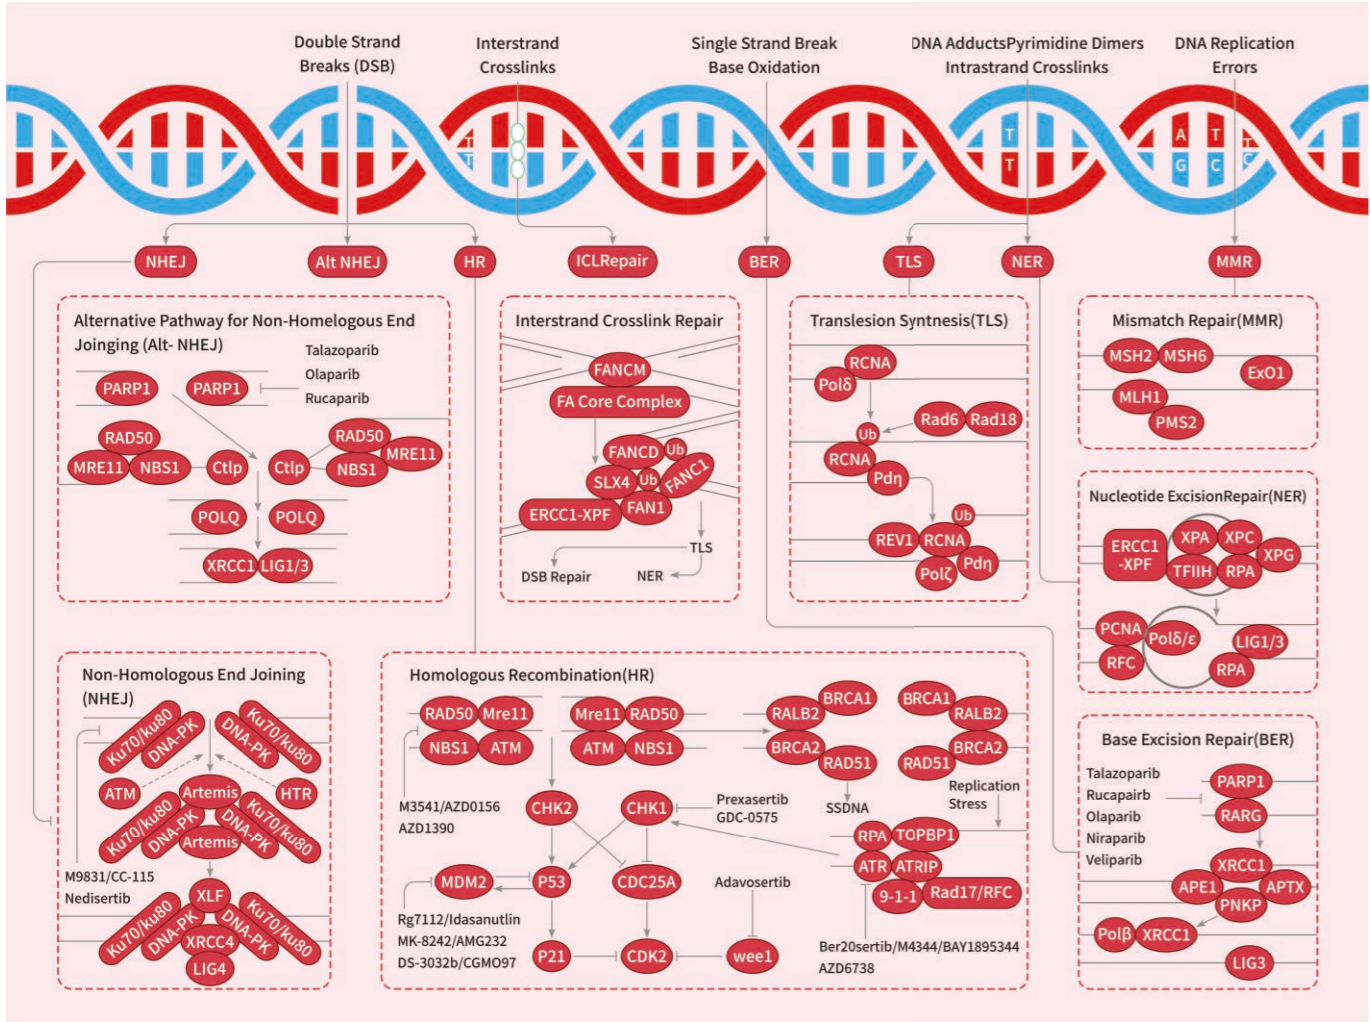 Double Strand
Breaks (DSB)
Interstrand
Crosslinks
Single Strand Break
Base Oxidation
DNA AdductsPyrimidine Dimers
Intrastrand Crosslinks
DNA Replication
Errors
T
T
T
T
A
T
T
G
C
C
NHEJ
Alt NHEJ
HR
ICLRepair
BER
TLS
NER
MMR
Alternative Pathway for Non-Homelogous End
Joinging (Alt- NHEJ)
Talazoparib
Olaparib
Rucaparib
PARP1
PARP1
RAD50
MRE11
NBS1
Ctlp
Ctlp
RAD50
NBS1
MRE11
POLQ
POLQ
XRCC1
LIG1/3
Interstrand Crosslink Repair
FANCM
FA Core Complex
FANCD
Ub
SLX4
Ub
FANC1
ERCC1-XPF
FAN1
TLS
DSB Repair
NER
Translesion Syntnesis(TLS)
RCNA
Polδ
Rad6
Rad18
Ub
RCNA
Pdη
Ub
REV1
RCNA
Pdη
Polζ
Mismatch Repair(MMR)
MSH2
MSH6
ExO1
MLH1
PMS2
Nucleotide ExcisionRepair(NER)
ERCC1
-XPF
XPA
XPC
XPG
TFIIH
RPA
PCNA
Polδ/ε
LIG1/3
RFC
RPA
Non-Homologous End Joining
(NHEJ)
Ku70/ku80
DNA-PK
DNA-PK
Ku70/ku80
ATM
Artemis
HTR
Ku70/ku80
DNA-PK
DNA-PK
Ku70/ku80
Artemis
M9831/CC-115
Nedisertib
XLF
Ku70/ku80
DNA-PK
DNA-PK
Ku70/ku80
XRCC4
LIG4
Homologous Recombination(HR)
RAD50
Mre11
NBS1
ATM
Mre11
RAD50
ATM
NBS1
BRCA1
RALB2
BRCA2
RAD51
BRCA1
RALB2
BRCA2
RAD51
SSDNA
Replication
Stress
M3541/AZD0156
AZD1390
CHK2
CHK1
Prexasertib
GDC-0575
RPA
TOPBP1
ATR
ATRIP
9-1-1
Rad17/RFC
MDM2
P53
CDC25A
Adavosertib
Rg7112/Idasanutlin
MK-8242/AMG232
DS-3032b/CGMO97
P21
CDK2
wee1
Ber20sertib/M4344/BAY1895344
AZD6738
Base Excision Repair(BER)
Talazoparib
Rucapairb
Olaparib
Niraparib
Veliparib
PARP1
RARG
XRCC1
APE1
APTX
PNKP
Polβ
XRCC1
LIG3